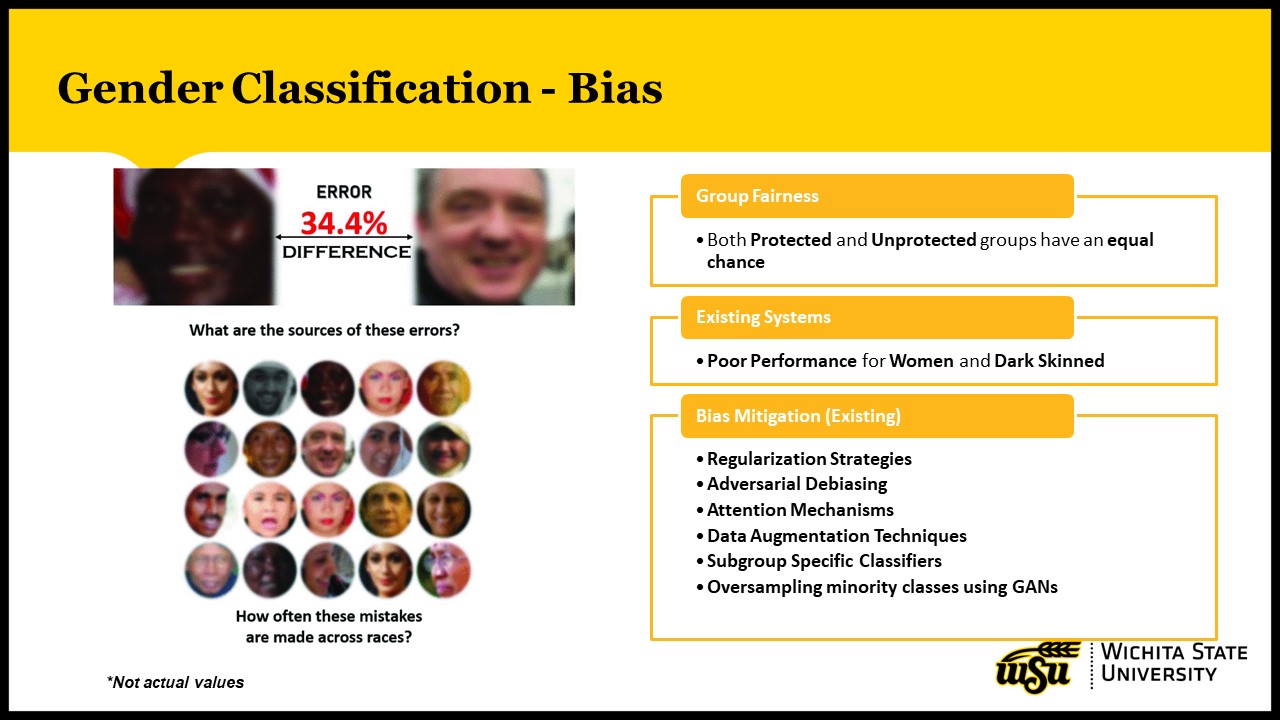 Gender Classification - Bias
ERROR
34.4%
DIFFERENCE
What are the sources of these errors?
How often these mistakes
are made across races?
*Not actual values
Group Fairness
•Both Protected and Unprotected groups have an equal
chance
Existing Systems
•Poor Performance for Women and Dark Skinned
Bias Mitigation (Existing)
•Regularization Strategies
•Adversarial Debiasing
•Attention Mechanisms
•Data Augmentation Techniques
•Subgroup Specific Classifiers
•Oversampling minority classes using GANs
WSU
WICHITA STATE
UNIVERSITY